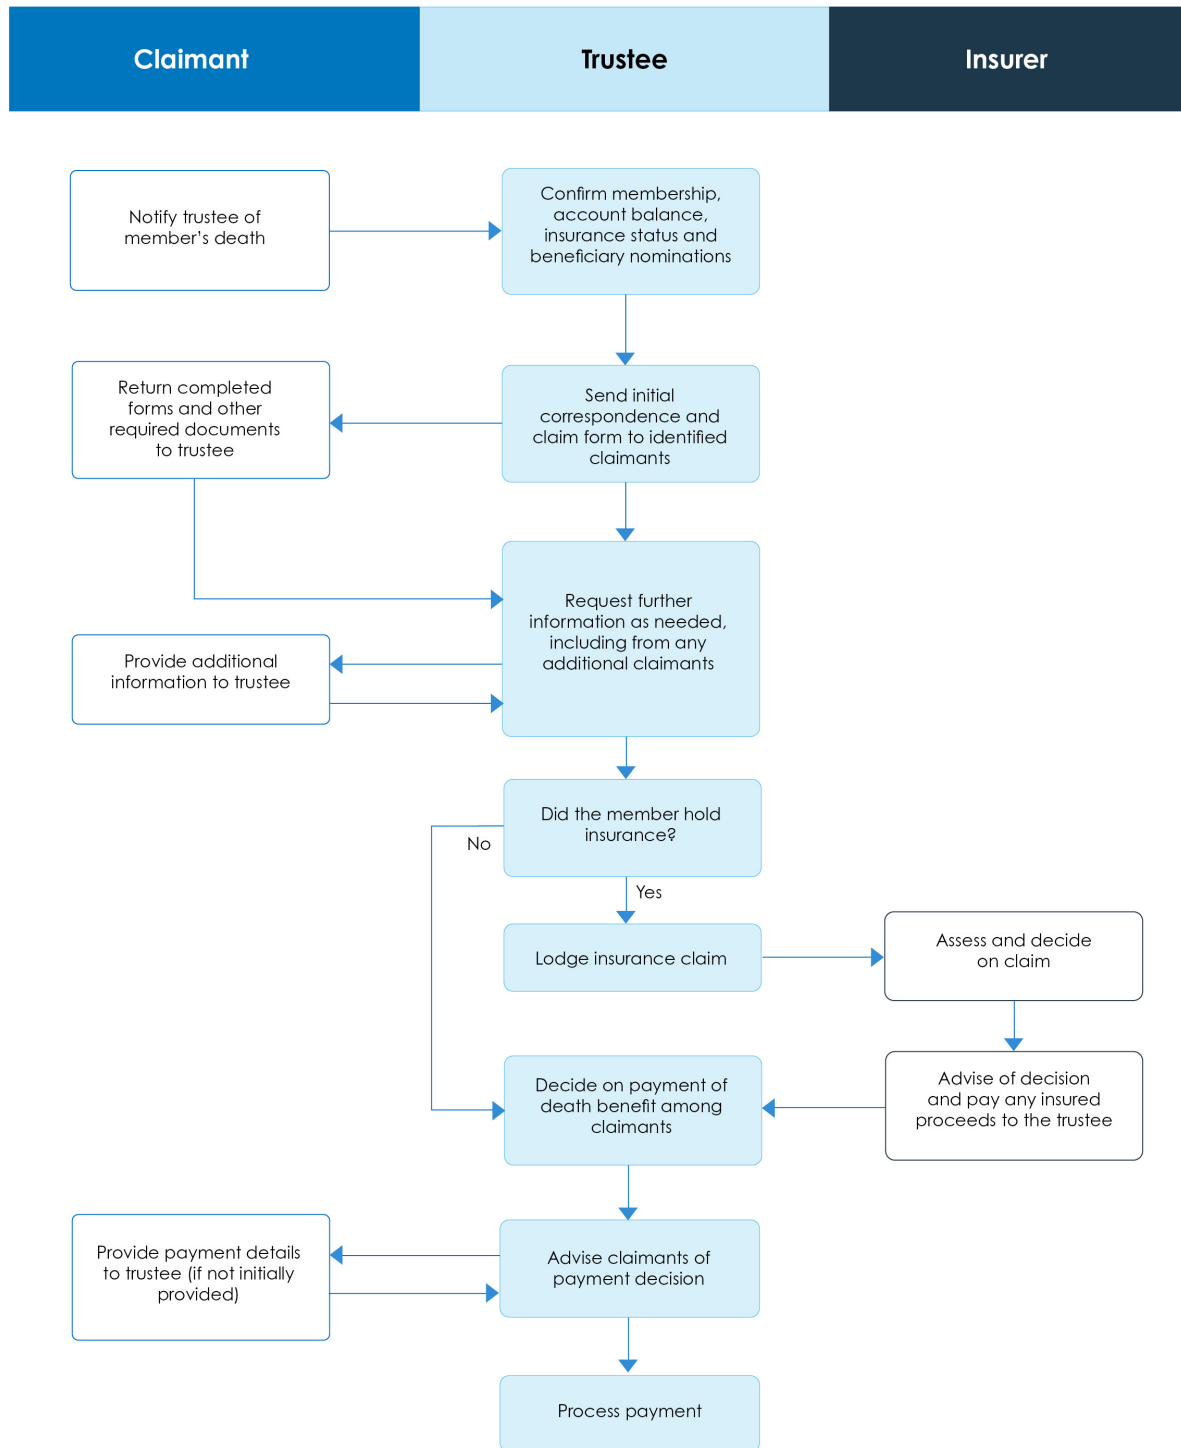 Claimant
Trustee
Insurer
Notify trustee of
member’s death
Confirm membership,
account balance,
insurance status and
beneficiary nominations
Return completed
forms and other
required documents
to trustee
Send initial
correspondence and
claim form to identified
claimants
Request further
information as needed,
including from any
additional claimants
Provide additional
information to trustee
Did the member hold
insurance?
No
Yes
Lodge insurance claim
Assess and decide
on claim
Decide on payment of
death benefit among
claimants
Advise of decision
and pay any insured
proceeds to the trustee
Provide payment details
to trustee (if not initially
provided)
Advise claimants of
payment decision
Process payment